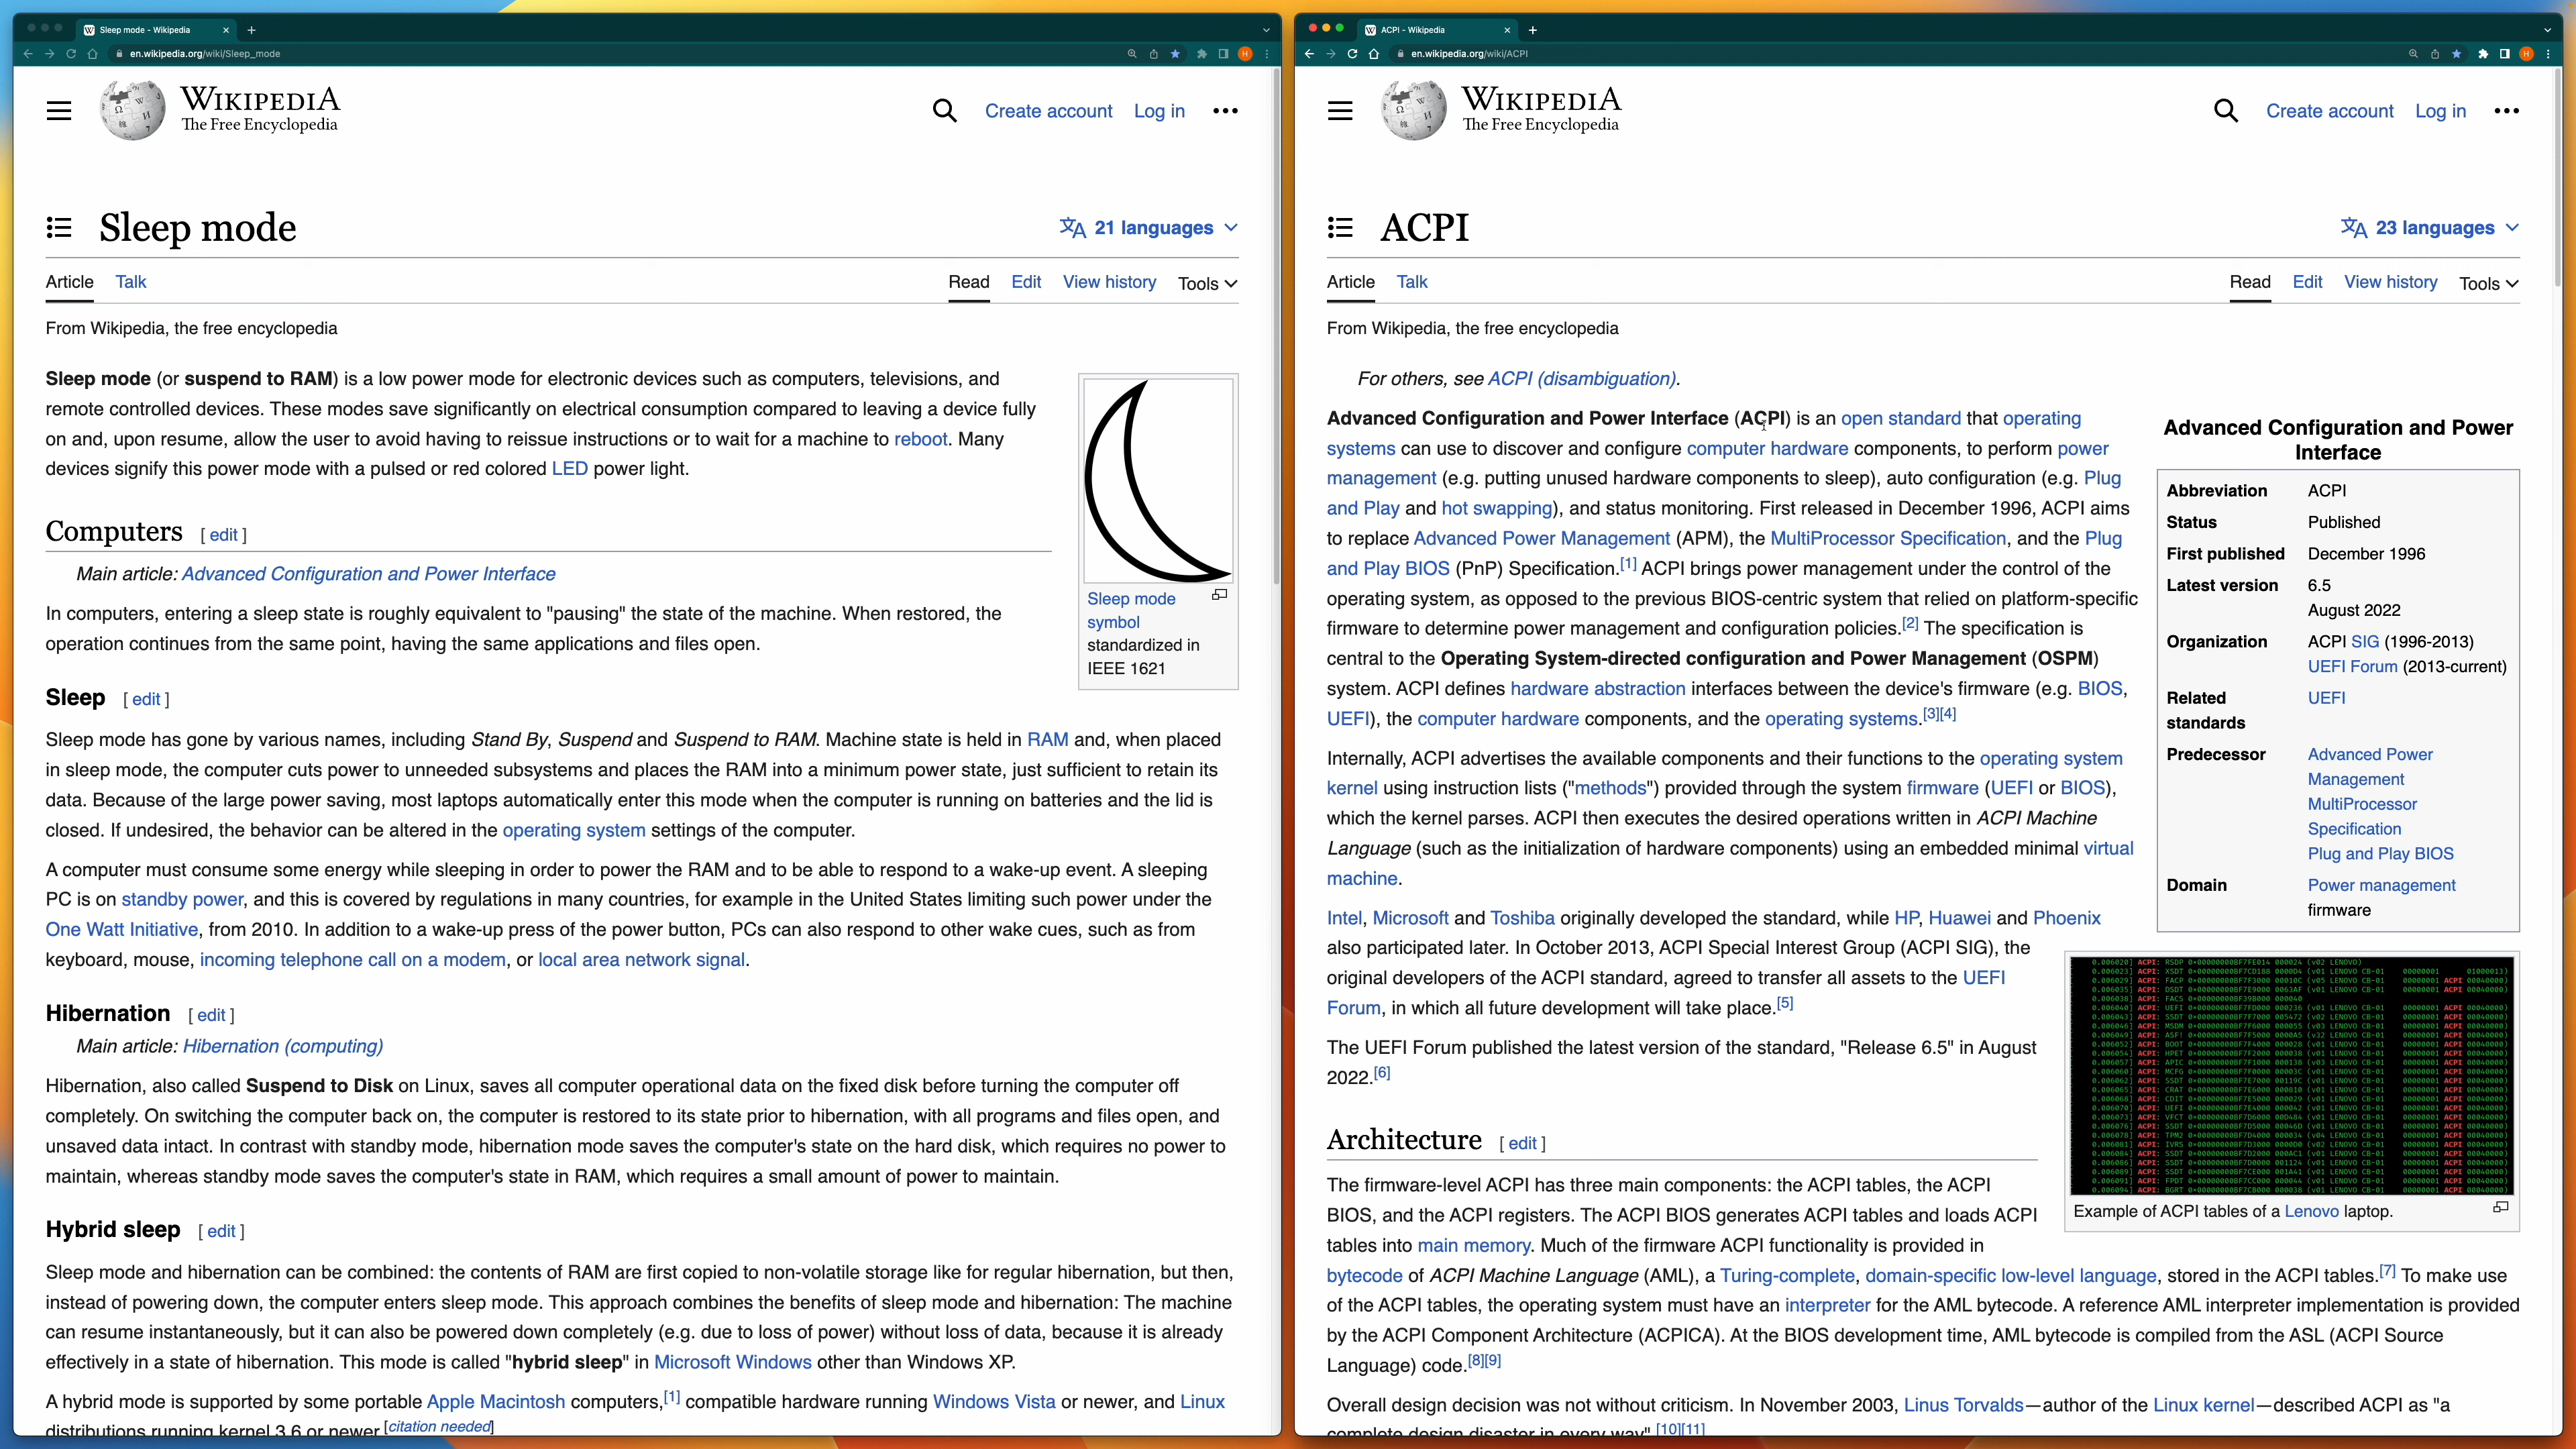 Sleep mode - Wikipedia
en.wikipedia.org/wiki/Sleep_mode
H
WIKIPEDIA
The Free Encyclopedia
Create account Log in
Sleep mode
21 languages
Article Talk
Read Edit View history Tools
From Wikipedia, the free encyclopedia
Sleep mode (or suspend to RAM) is a low power mode for electronic devices such as computers, televisions, and
remote controlled devices. These modes save significantly on electrical consumption compared to leaving a device fully
on and, upon resume, allow the user to avoid having to reissue instructions or to wait for a machine to reboot. Many
devices signify this power mode with a pulsed or red colored LED power light.
Sleep mode
symbol
standardized in
IEEE 1621
Computers [ edit ]
Main article: Advanced Configuration and Power Interface
In computers, entering a sleep state is roughly equivalent to "pausing" the state of the machine. When restored, the
operation continues from the same point, having the same applications and files open.
Sleep [ edit ]
Sleep mode has gone by various names, including Stand By, Suspend and Suspend to RAM. Machine state is held in RAM and, when placed
in sleep mode, the computer cuts power to unneeded subsystems and places the RAM into a minimum power state, just sufficient to retain its
data. Because of the large power saving, most laptops automatically enter this mode when the computer is running on batteries and the lid is
closed. If undesired, the behavior can be altered in the operating system settings of the computer.
A computer must consume some energy while sleeping in order to power the RAM and to be able to respond to a wake-up event. A sleeping
PC is on standby power, and this is covered by regulations in many countries, for example in the United States limiting such power under the
One Watt Initiative, from 2010. In addition to a wake-up press of the power button, PCs can also respond to other wake cues, such as from
keyboard, mouse, incoming telephone call on a modem, or local area network signal.
Hibernation [ edit ]
Main article: Hibernation (computing)
Hibernation, also called Suspend to Disk on Linux, saves all computer operational data on the fixed disk before turning the computer off
completely. On switching the computer back on, the computer is restored to its state prior to hibernation, with all programs and files open, and
unsaved data intact. In contrast with standby mode, hibernation mode saves the computer's state on the hard disk, which requires no power to
maintain, whereas standby mode saves the computer's state in RAM, which requires a small amount of power to maintain.
Hybrid sleep [ edit ]
Sleep mode and hibernation can be combined: the contents of RAM are first copied to non-volatile storage like for regular hibernation, but then,
instead of powering down, the computer enters sleep mode. This approach combines the benefits of sleep mode and hibernation: The machine
can resume instantaneously, but it can also be powered down completely (e.g. due to loss of power) without loss of data, because it is already
effectively in a state of hibernation. This mode is called "hybrid sleep" in Microsoft Windows other than Windows XP.
A hybrid mode is supported by some portable Apple Macintosh computers,[1] compatible hardware running Windows Vista or newer, and Linux
distributions running kernel 3.6 or newer.[citation needed]
ACPI - Wikipedia
en.wikipedia.org/wiki/ACPI
H
WIKIPEDIA
The Free Encyclopedia
Create account Log in
ACPI
23 languages
Article Talk
Read Edit View history Tools
From Wikipedia, the free encyclopedia
For others, see ACPI (disambiguation).
Advanced Configuration and Power Interface (ACPI) is an open standard that operating
systems can use to discover and configure computer hardware components, to perform power
management (e.g. putting unused hardware components to sleep), auto configuration (e.g. Plug
and Play and hot swapping), and status monitoring. First released in December 1996, ACPI aims
to replace Advanced Power Management (APM), the MultiProcessor Specification, and the Plug
and Play BIOS (PnP) Specification.[1] ACPI brings power management under the control of the
operating system, as opposed to the previous BIOS-centric system that relied on platform-specific
firmware to determine power management and configuration policies.[2] The specification is
central to the Operating System-directed configuration and Power Management (OSPM)
system. ACPI defines hardware abstraction interfaces between the device's firmware (e.g. BIOS,
UEFI), the computer hardware components, and the operating systems.[3][4]
Internally, ACPI advertises the available components and their functions to the operating system
kernel using instruction lists ("methods") provided through the system firmware (UEFI or BIOS),
which the kernel parses. ACPI then executes the desired operations written in ACPI Machine
Language (such as the initialization of hardware components) using an embedded minimal virtual
machine.
Intel, Microsoft and Toshiba originally developed the standard, while HP, Huawei and Phoenix
also participated later. In October 2013, ACPI Special Interest Group (ACPI SIG), the
original developers of the ACPI standard, agreed to transfer all assets to the UEFI
Forum, in which all future development will take place.[5]
The UEFI Forum published the latest version of the standard, "Release 6.5" in August
2022.[6]
Advanced Configuration and Power
Interface
Abbreviation ACPI
Status Published
First published December 1996
Latest version 6.5
August 2022
Organization ACPI SIG (1996-2013)
UEFI Forum (2013-current)
Related UEFI
standards
Predecessor Advanced Power
Management
MultiProcessor
Specification
Plug and Play BIOS
Domain Power management
firmware
Example of ACPI tables of a Lenovo laptop.
Architecture [ edit ]
The firmware-level ACPI has three main components: the ACPI tables, the ACPI
BIOS, and the ACPI registers. The ACPI BIOS generates ACPI tables and loads ACPI
tables into main memory. Much of the firmware ACPI functionality is provided in
bytecode of ACPI Machine Language (AML), a Turing-complete, domain-specific low-level language, stored in the ACPI tables.[7] To make use
of the ACPI tables, the operating system must have an interpreter for the AML bytecode. A reference AML interpreter implementation is provided
by the ACPI Component Architecture (ACPICA). At the BIOS development time, AML bytecode is compiled from the ASL (ACPI Source
Language) code.[8][9]
Overall design decision was not without criticism. In November 2003, Linus Torvalds—author of the Linux kernel—described ACPI as "a
complete design disaster in every way".[10][11]